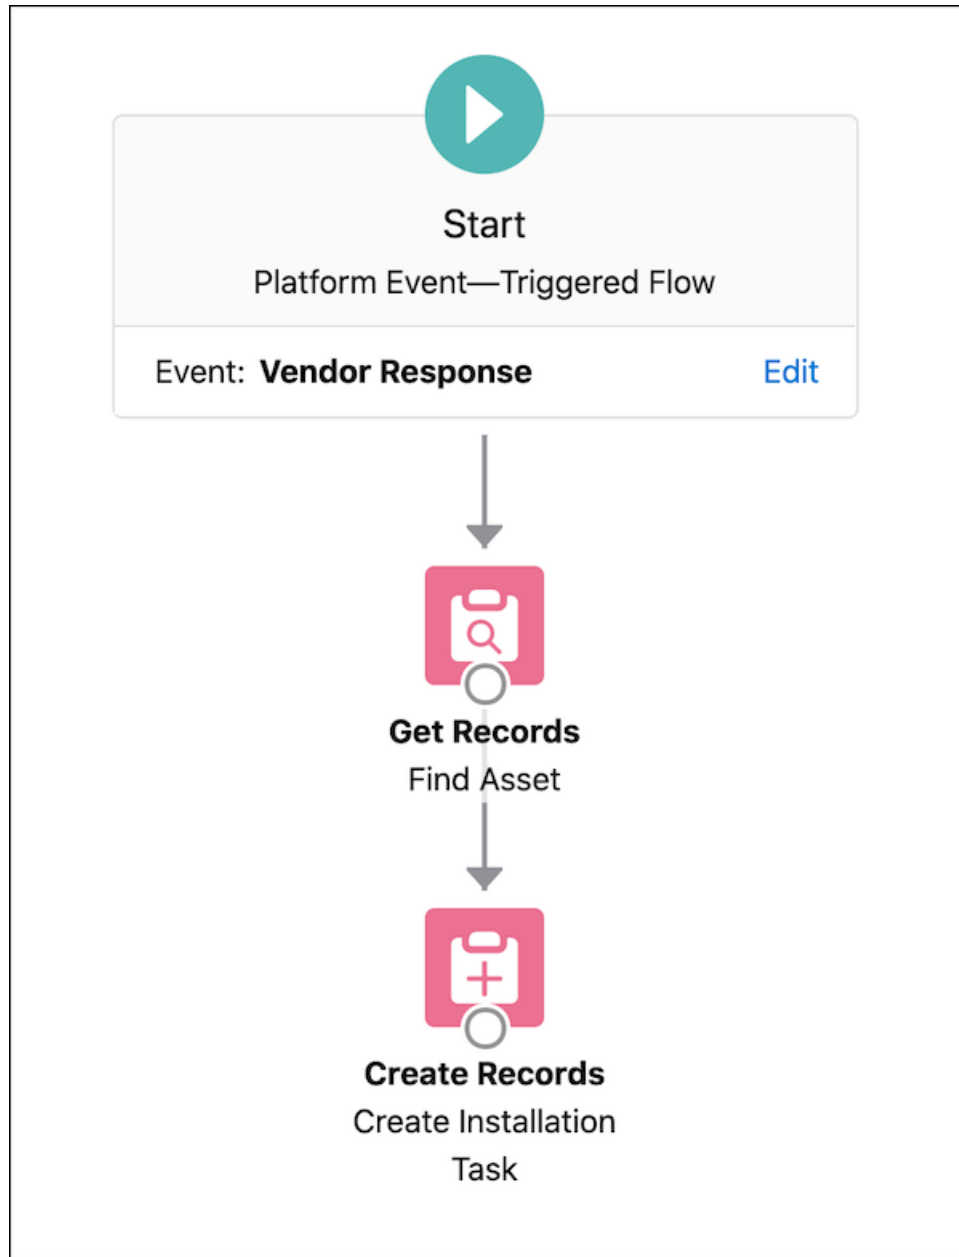 Start
Platform Event—Triggered Flow
Event: Vendor Response Edit
Get Records
Find Asset
Create Records
Create Installation
Task